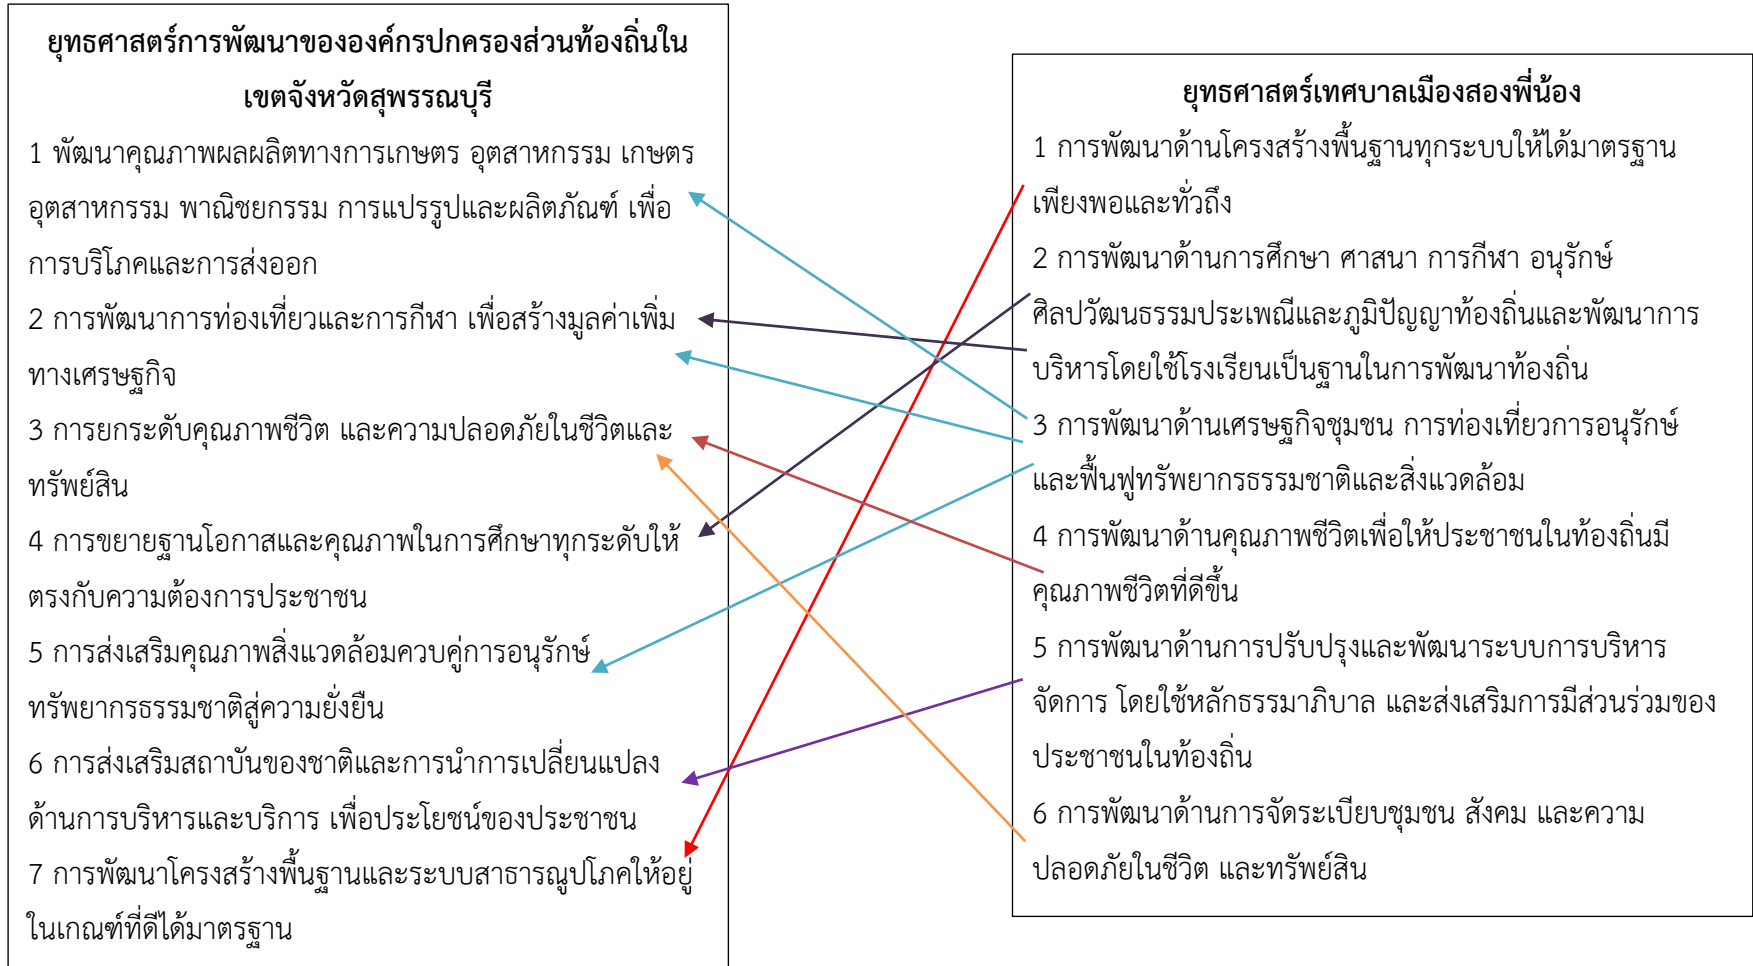 ยุทธศาสตร์การพัฒนาขององค์กรปกครองส่วนท้องถิ่นใน
เขตจังหวัดสุพรรณบุรี
1 พัฒนาคุณภาพผลผลิตทางการเกษตร อุตสาหกรรม เกษตร
อุตสาหกรรม พาณิชยกรรม การแปรรูปและผลิตภัณฑ์ เพื่อ
การบริโภคและการส่งออก
2 การพัฒนาการท่องเที่ยวและการกีฬา เพื่อสร้างมูลค่าเพิ่ม
ทางเศรษฐกิจ
3 การยกระดับคุณภาพชีวิต และความปลอดภัยในชีวิตและ
ทรัพย์สิน
4 การขยายฐานโอกาสและคุณภาพในการศึกษาทุกระดับให้
ตรงกับความต้องการประชาชน
5 การส่งเสริมคุณภาพสิ่งแวดล้อมควบคู่การอนุรักษ์
ทรัพยากรธรรมชาติสู่ความยั่งยืน
6 การส่งเสริมสถาบันของชาติและการนำการเปลี่ยนแปลง
ด้านการบริหารและบริการ เพื่อประโยชน์ของประชาชน
7 การพัฒนาโครงสร้างพื้นฐานและระบบสาธารณูปโภคให้อยู่
ในเกณฑ์ที่ดีได้มาตรฐาน
ยุทธศาสตร์เทศบาลเมืองสองพี่น้อง
1 การพัฒนาด้านโครงสร้างพื้นฐานทุกระบบให้ได้มาตรฐาน
เพียงพอและทั่วถึง
2 การพัฒนาด้านการศึกษา ศาสนา การกีฬา อนุรักษ์
ศิลปวัฒนธรรมประเพณีและภูมิปัญญาท้องถิ่นและพัฒนาการ
บริหารโดยใช้โรงเรียนเป็นฐานในการพัฒนาท้องถิ่น
3 การพัฒนาด้านเศรษฐกิจชุมชน การท่องเที่ยวการอนุรักษ์
และฟื้นฟูทรัพยากรธรรมชาติและสิ่งแวดล้อม
4 การพัฒนาด้านคุณภาพชีวิตเพื่อให้ประชาชนในท้องถิ่นมี
คุณภาพชีวิตที่ดีขึ้น
5 การพัฒนาด้านการปรับปรุงและพัฒนาระบบการบริหาร
จัดการ โดยใช้หลักธรรมาภิบาล และส่งเสริมการมีส่วนร่วมของ
ประชาชนในท้องถิ่น
6 การพัฒนาด้านการจัดระเบียบชุมชน สังคม และความ
ปลอดภัยในชีวิต และทรัพย์สิน